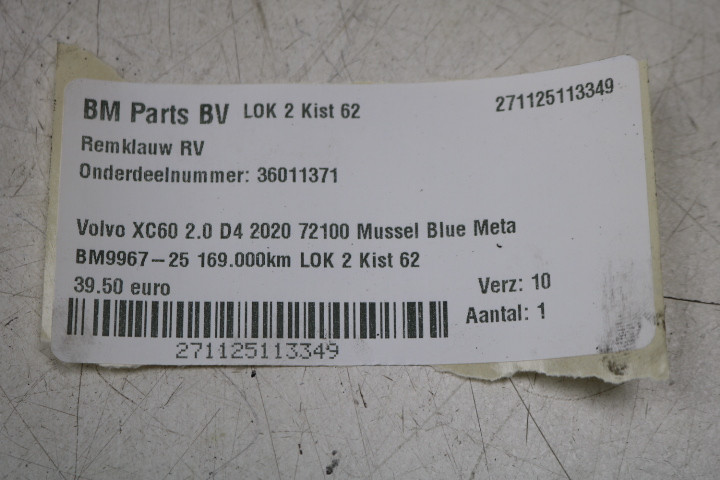 BM Parts BV LOK 2 Kist 62 271125113349
Remklauw RV
Onderdeelnummer: 36011371
Volvo XC60 2.0 D4 2020 72100 Mussel Blue Meta
BM9967-25 169.000km LOK 2 Kist 62
39.50 euro Verz: 10
Aantal: 1
271125113349